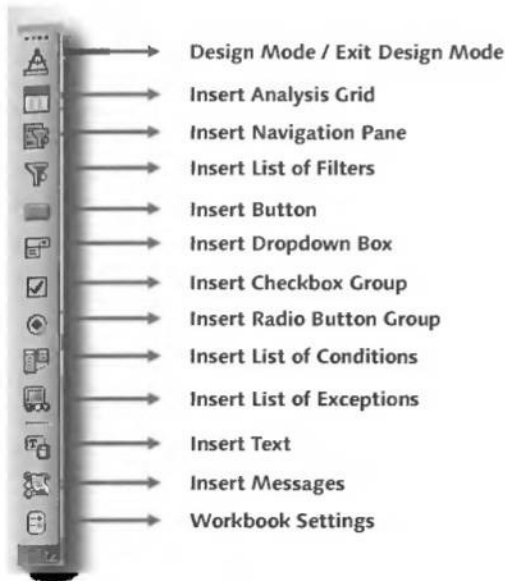 Design Mode / Exit Design Mode
Insert Analysis Grid
Insert Navigation Pane
Insert List of Filters
Insert Button
Insert Dropdown Box
Insert Checkbox Group
Insert Radio Button Group
Insert List of Conditions
Insert List of Exceptions
Insert Text
Insert Messages
Workbook Settings